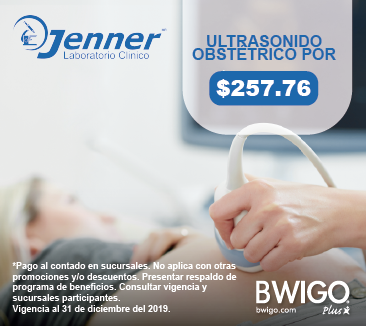 Jenner
Laboratorio Clínico
ULTRASONIDO
OBSTÉTRICO POR
$257.76
*Pago al contado en sucursales. No aplica con otras
promociones y/o descuentos. Presentar respaldo de
programa de beneficios. Consultar vigencia y
sucursales participantes.
Vigencia al 31 de diciembre del 2019.
BWIGO
Plus
bwigo.com